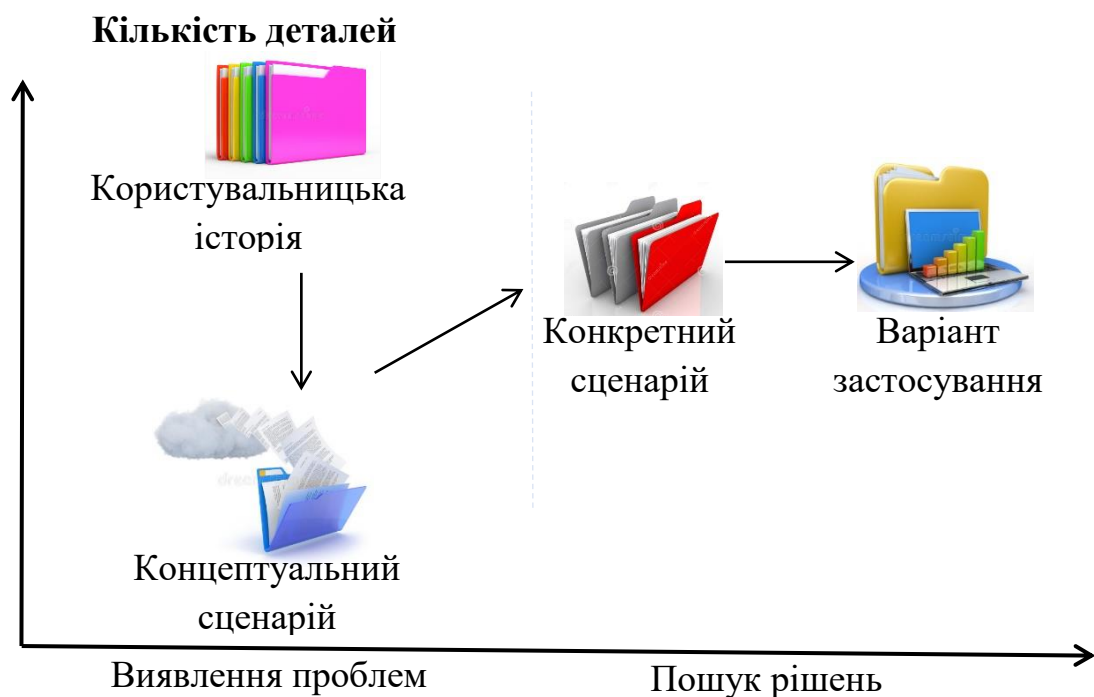 Кількість деталей
Користувальницька
історія
Конкретний
сценарій
Варіант
застосування
Концептуальний
сценарій
Виявлення проблем
Пошук рішень